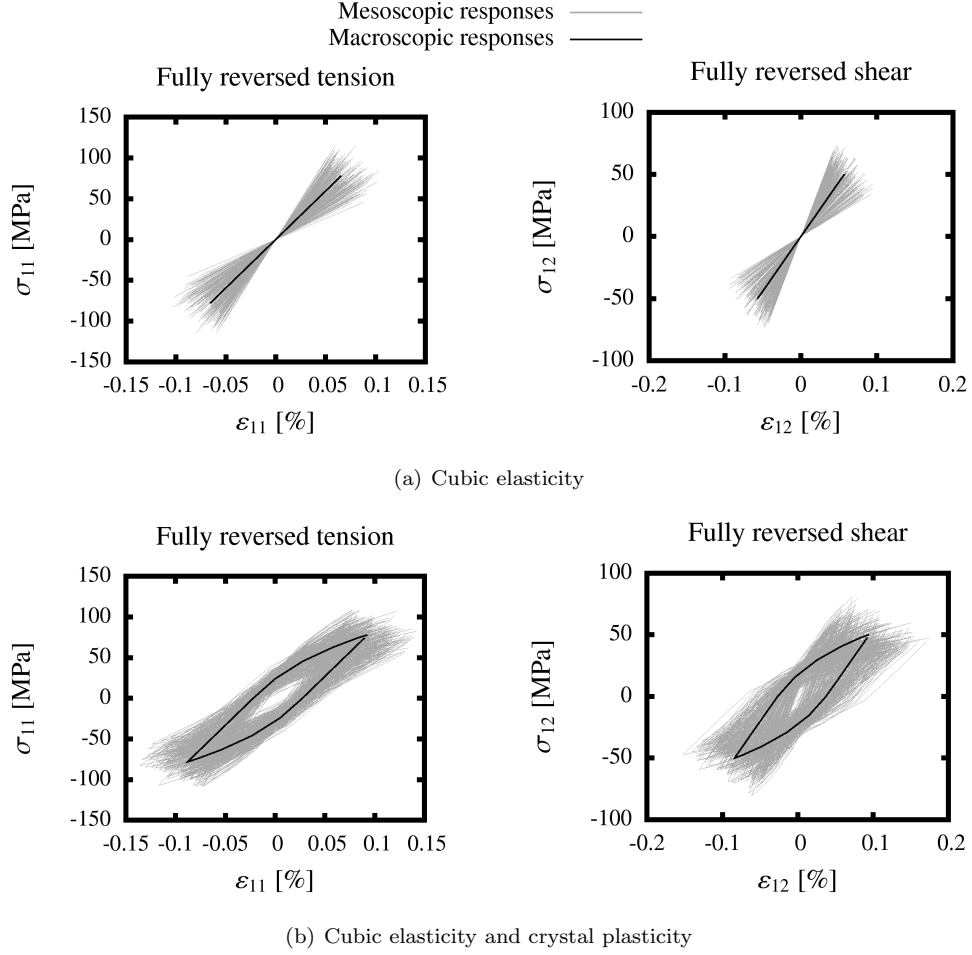 Mesoscopic responses
Macroscopic responses
Fully reversed tension
150
100
50
0
-50
-100
-150
-0.15 -0.1 -0.05 0 0.05 0.1 0.15
σ11 [MPa]
ε11 [%]
Fully reversed shear
100
50
0
-50
-100
-0.2 -0.1 0 0.1 0.2
σ12 [MPa]
ε12 [%]
(a) Cubic elasticity
Fully reversed tension
150
100
50
0
-50
-100
-150
-0.15 -0.1 -0.05 0 0.05 0.1 0.15
σ11 [MPa]
ε11 [%]
Fully reversed shear
100
50
0
-50
-100
-0.2 -0.1 0 0.1 0.2
σ12 [MPa]
ε12 [%]
(b) Cubic elasticity and crystal plasticity